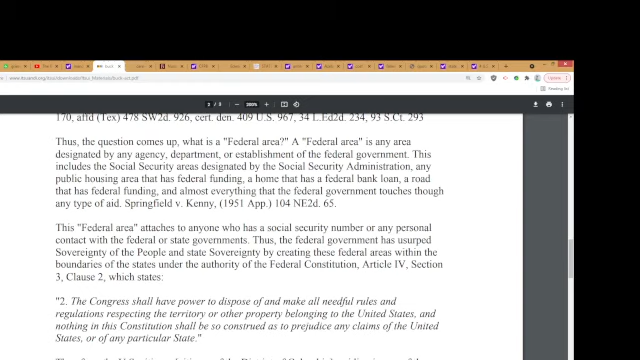 2 / 8
200%
Update
170, affd (Tex) 478 SW2d. 926, cert. den. 409 U.S. 967, 34 L.Ed2d. 234, 93 S.Ct. 293
Thus, the question comes up, what is a "Federal area?" A "Federal area" is any area
designated by any agency, department, or establishment of the federal government. This
includes the Social Security areas designated by the Social Security Administration, any
public housing area that has federal funding, a home that has a federal bank loan, a road
that has federal funding, and almost everything that the federal government touches though
any type of aid. Springfield v. Kenny, (1951 App.) 104 NE2d. 65.
This "Federal area" attaches to anyone who has a social security number or any personal
contact with the federal or state governments. Thus, the federal government has usurped
Sovereignty of the People and state Sovereignty by creating these federal areas within the
boundaries of the states under the authority of the Federal Constitution, Article IV, Section
3, Clause 2, which states:
"2. The Congress shall have power to dispose of and make all needful rules and
regulations respecting the territory or other property belonging to the United States, and
nothing in this Constitution shall be so construed as to prejudice any claims of the United
States, or of any particular State."